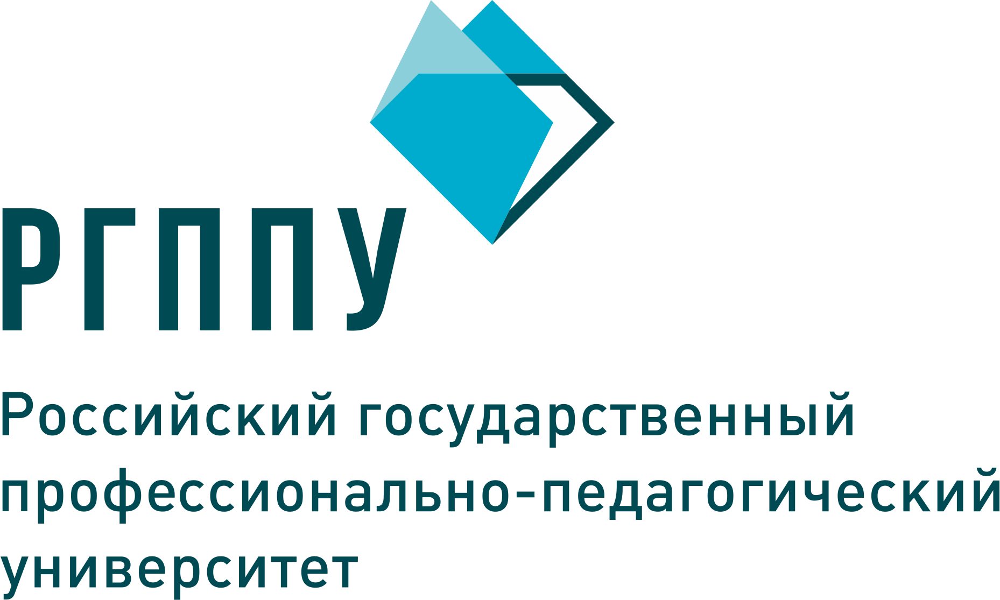 РГППУ
Российский государственный
профессионально-педагогический
университет